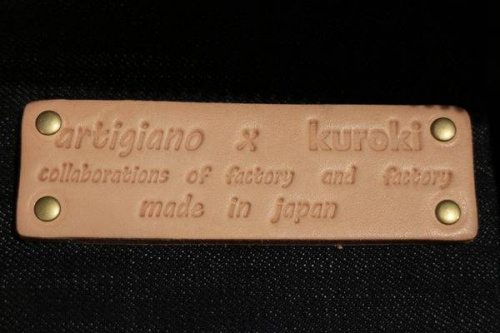 artigiano x kuroki
collaborations of factory and factory
made in japan